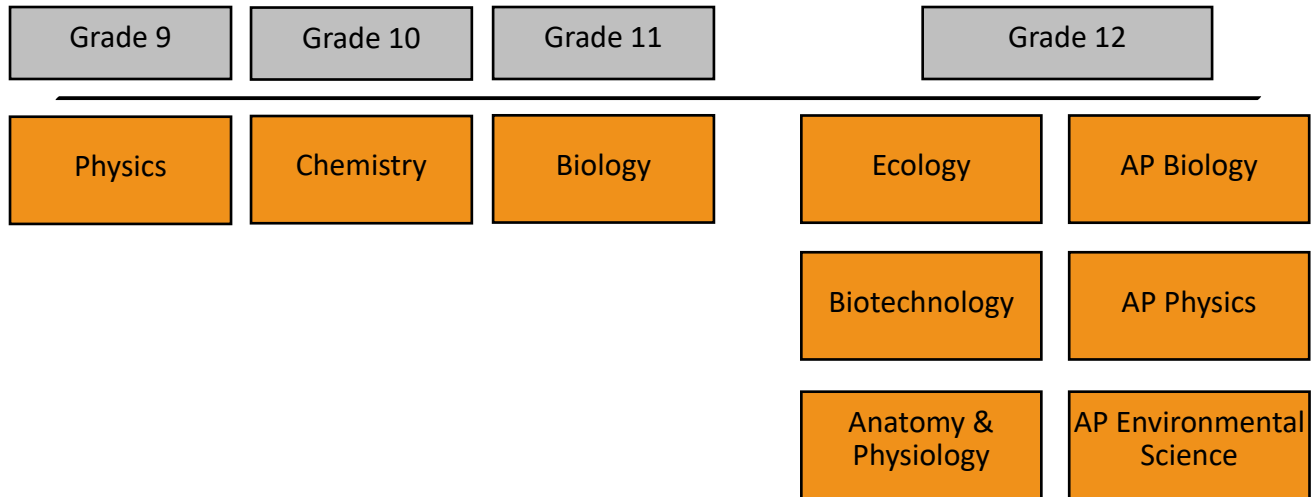 Grade 9
Grade 10
Grade 11
Grade 12
Physics
Chemistry
Biology
Ecology
AP Biology
Biotechnology
AP Physics
Anatomy &
Physiology
AP Environmental
Science